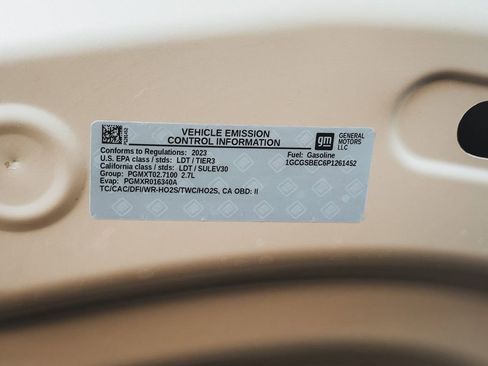 VEHICLE EMISSION
CONTROL INFORMATION
gm
GENERAL
MOTORS
LLC
Conforms to Regulations: 2023
U.S. EPA class / stds: LDT / TIER3
California class / stds: LDT / SULEV30
Group: PGMXT02.7100 2.7L
Evap: PGMXR016340A
TC/CAC/DFI/WR-HO2S/TWC/HO2S, CA OBD: II
Fuel: Gasoline
1GCGSBEC6P1261452